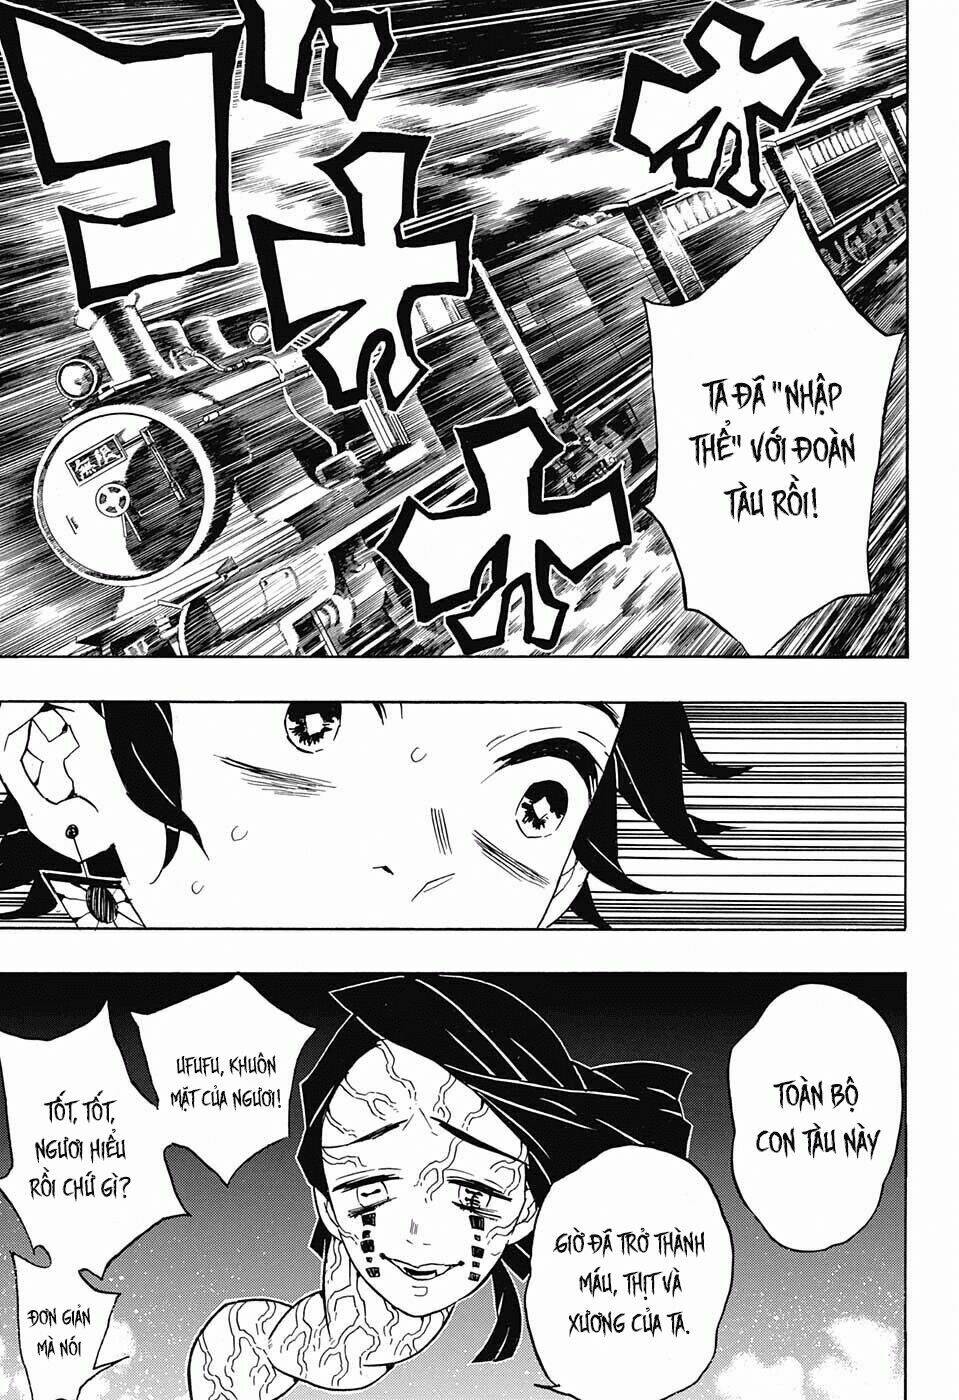 ゴ
オ
オ
オ
無限
TA ĐÃ "NHẬP
THỂ" VỚI ĐOÀN
TÀU RỒI!
TOÀN BỘ
CON TÀU NÀY
GIỜ ĐÃ TRỞ THÀNH
MÁU, THỊT VÀ
XƯƠNG CỦA TA.
UFUFU, KHUÔN
MẶT CỦA NGƯƠI!
TỐT, TỐT,
NGƯƠI HIỂU
RỒI CHỨ GÌ?
ĐƠN GIẢN
MÀ NÓI